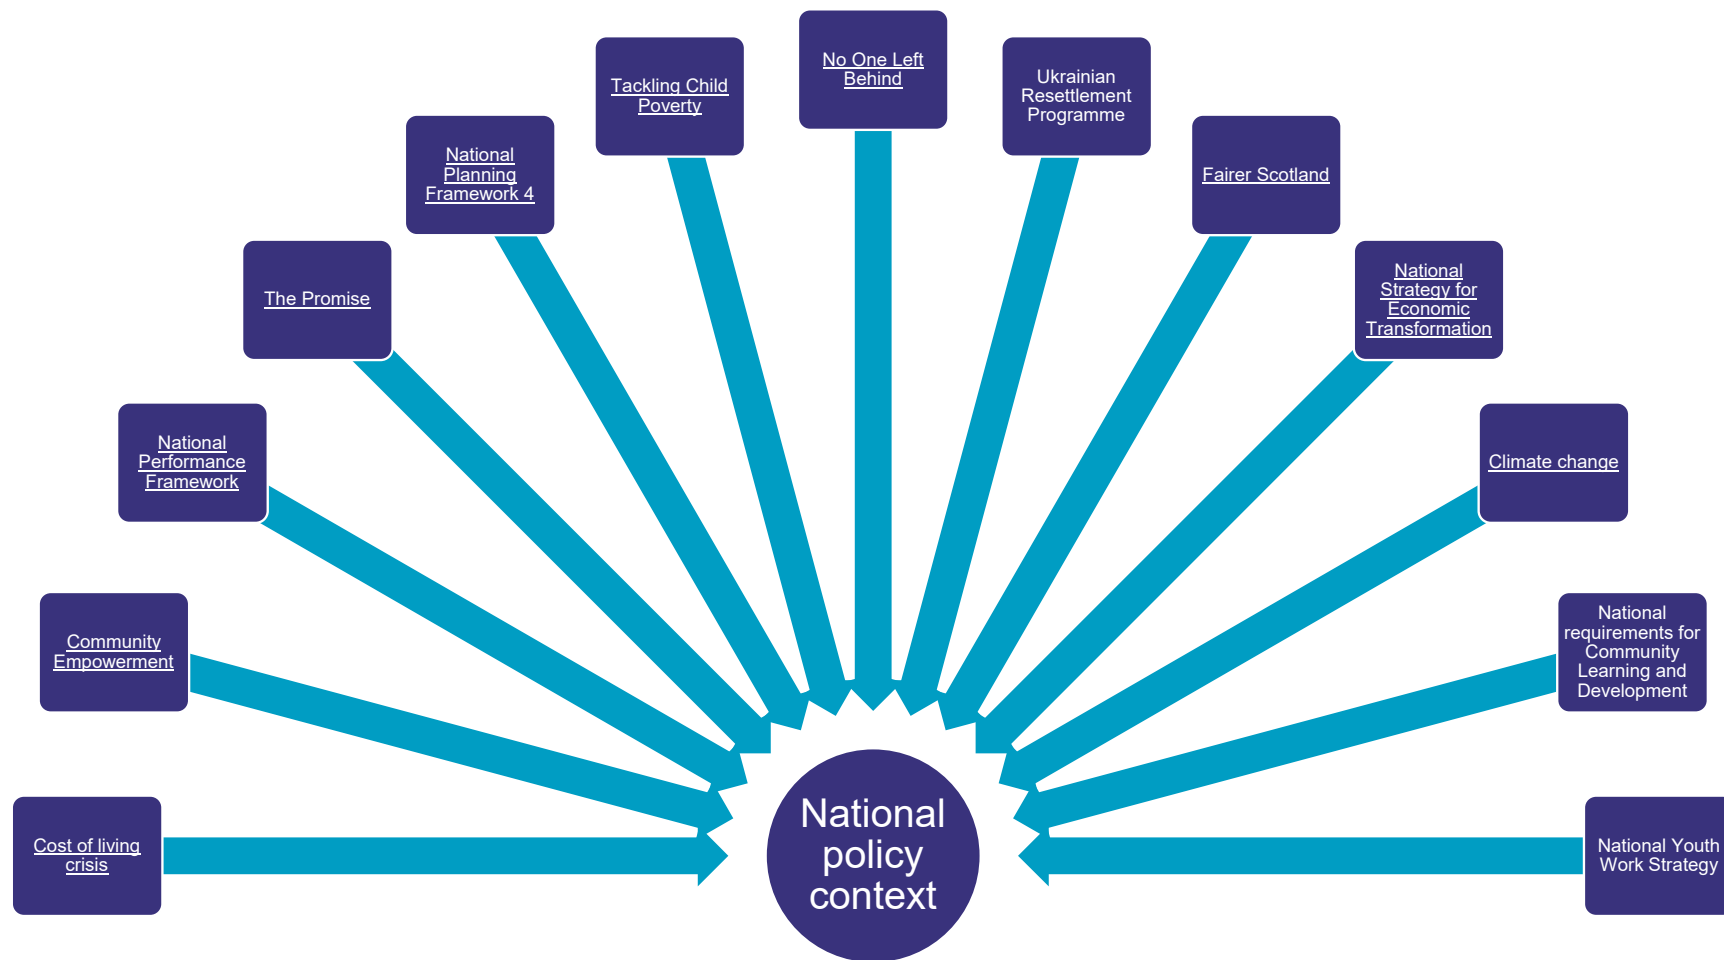 No One Left
Behind
Tackling Child
Poverty
Ukrainian
Resettlement
Programme
National
Planning
Framework 4
Fairer Scotland
The Promise
National
Strategy for
Economic
Transformation
National
Performance
Framework
Climate change
Community
Empowerment
National
requirements for
Community
Learning and
Development
Cost of living
crisis
National Youth
Work Strategy
National
policy
context